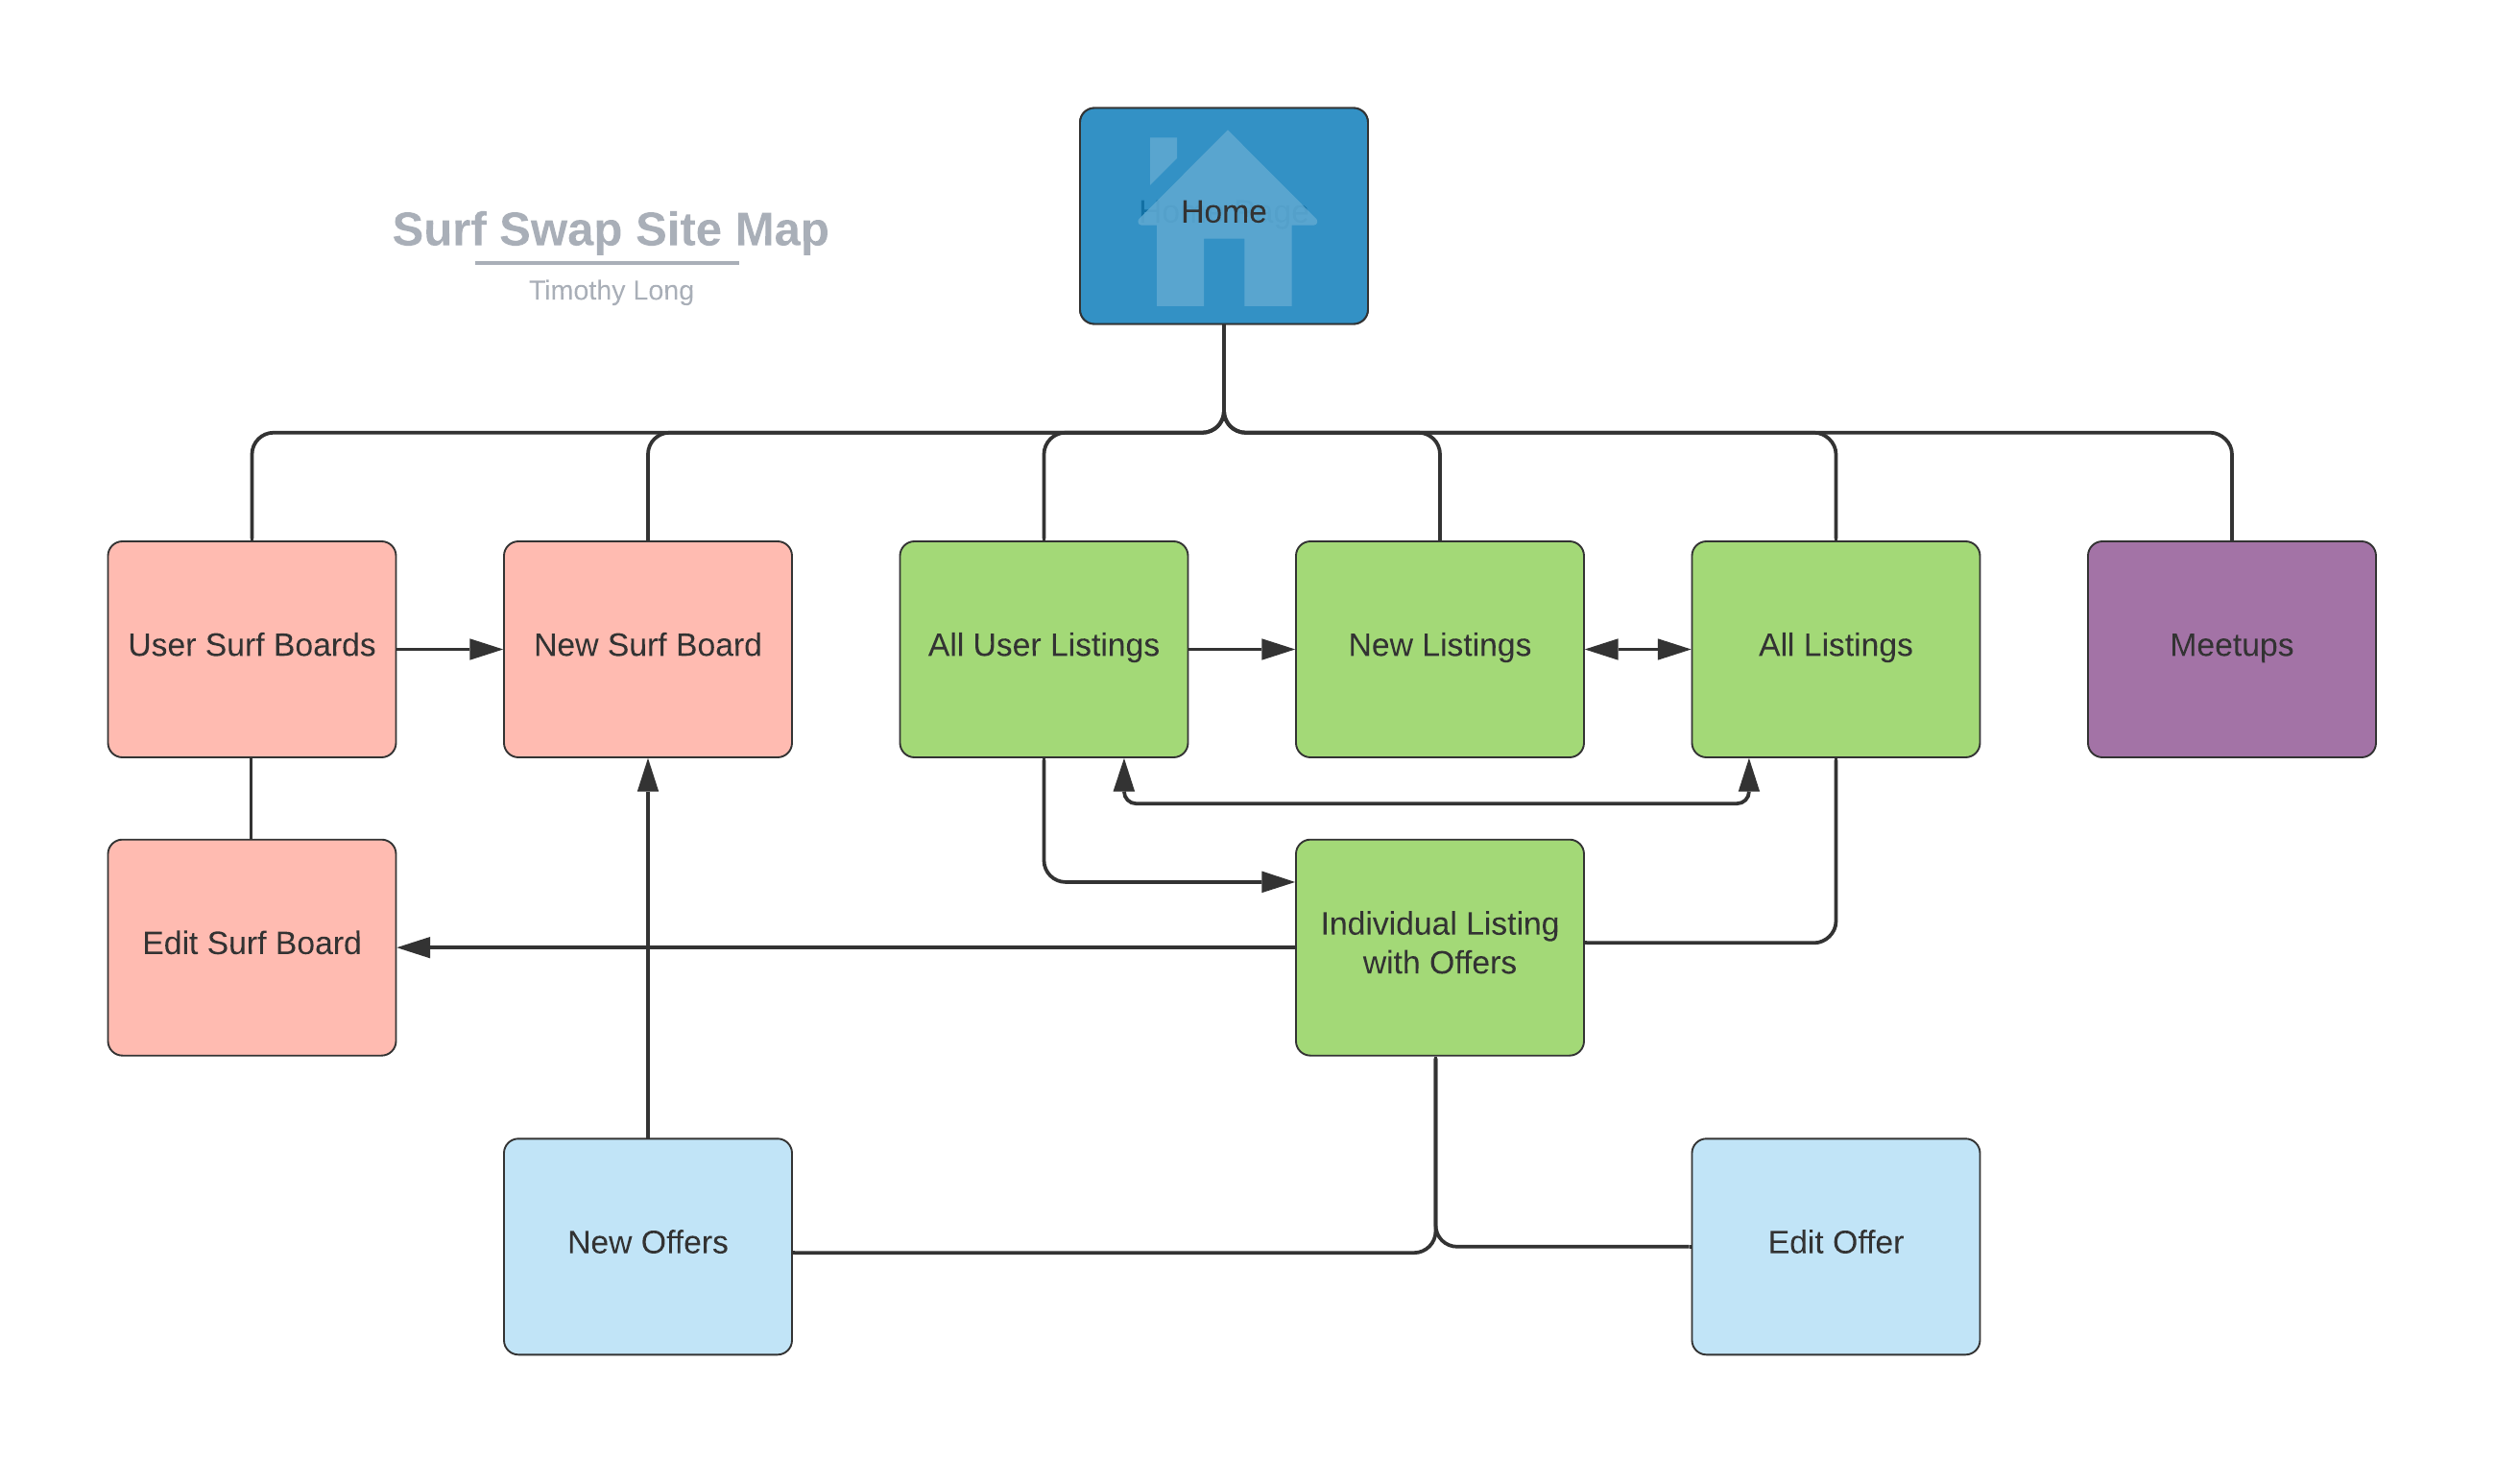 Surf Swap Site Map
Timothy Long
Home
User Surf Boards
New Surf Board
All User Listings
New Listings
All Listings
Meetups
Edit Surf Board
Individual Listing
with Offers
New Offers
Edit Offer